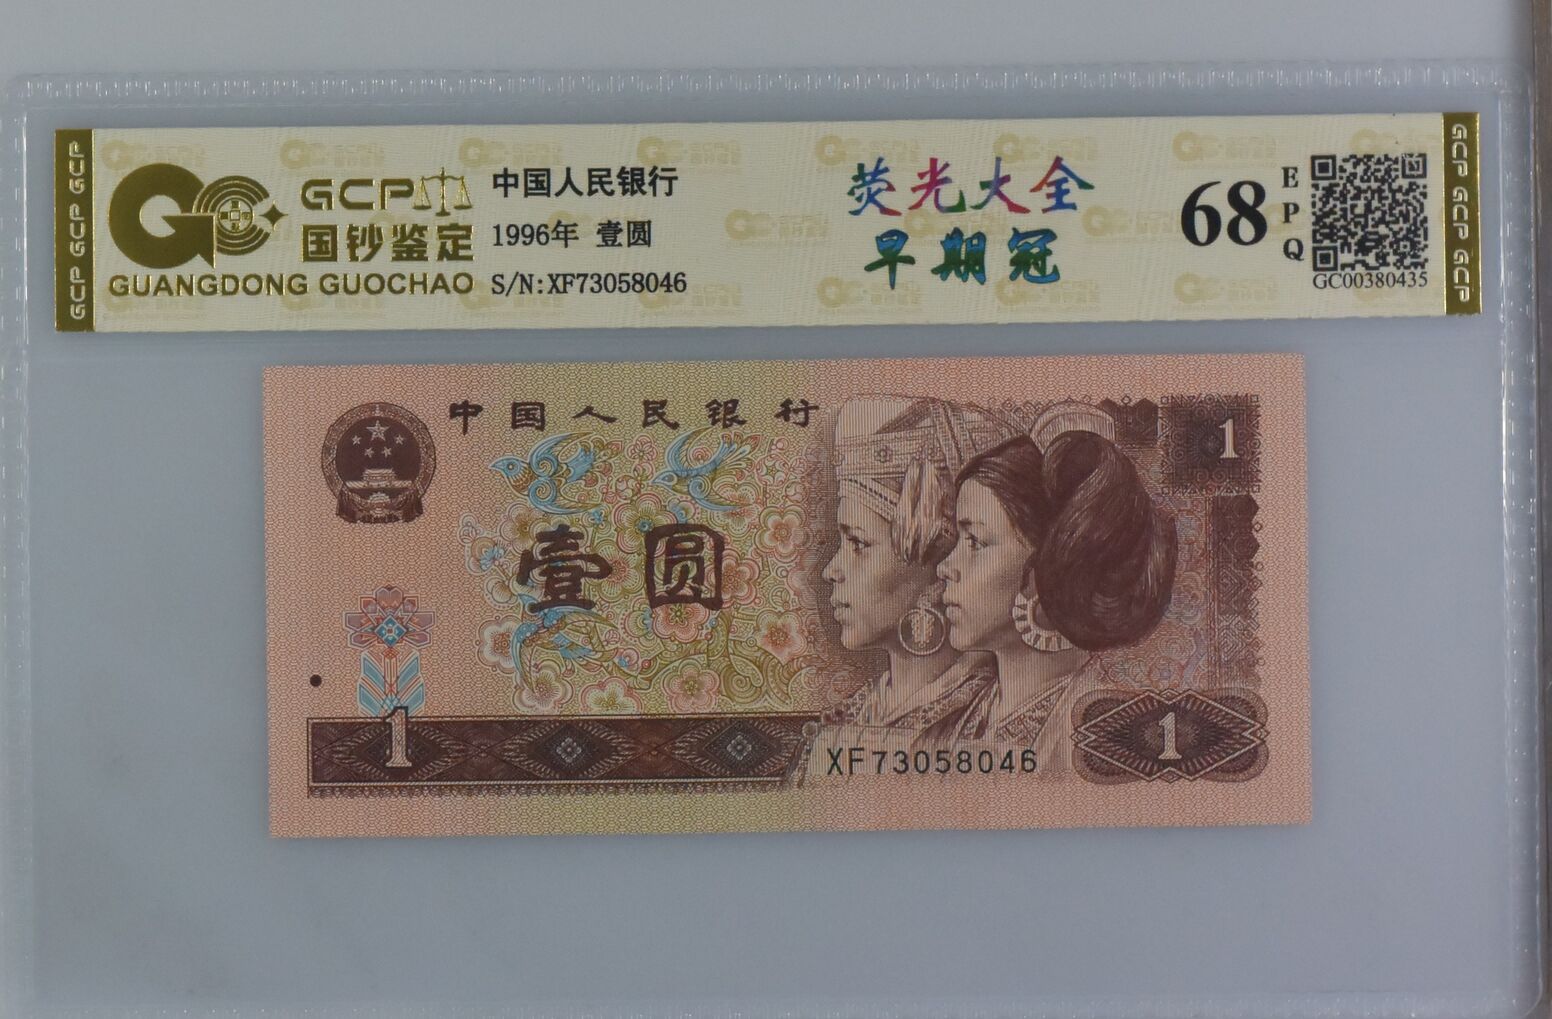 GCP GCP GCP
GCP
国钞鉴定
GUANGDONG GUOCHAO
中国人民银行
1996年 壹圆
S/N:XF73058046
荧光大全
早期冠
68
EPQ
GC00380435
GCP GCP GCP
中国人民银行
1
壹圆
1
XF73058046
1